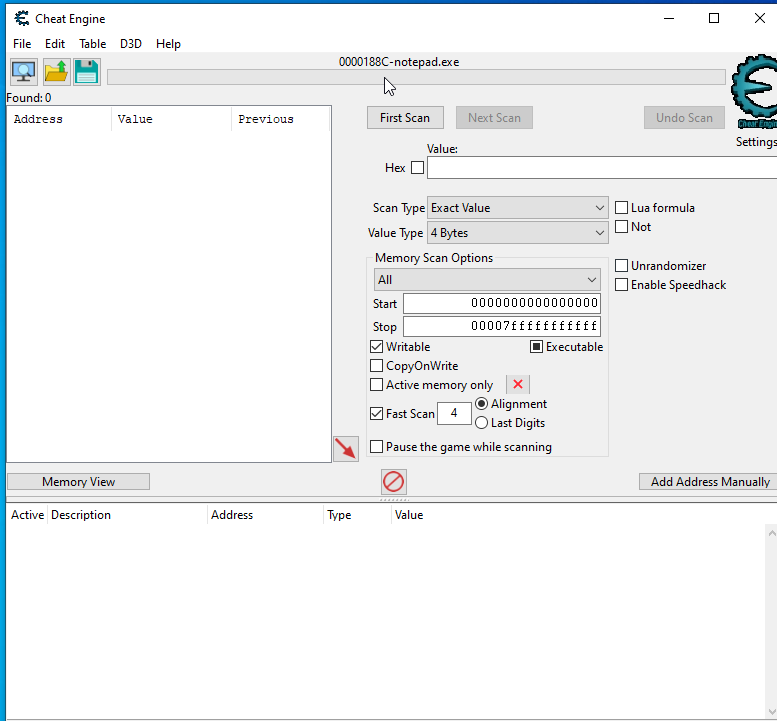 Cheat Engine
File Edit Table D3D Help
0000188C-notepad.exe
Found: 0
Address Value Previous
First Scan Next Scan Undo Scan
Cheat Engine
Settings
Value:
Hex
Scan Type Exact Value Lua formula
Not
Value Type 4 Bytes
Memory Scan Options
All
Unrandomizer
Enable Speedhack
Start 0000000000000000
Stop 00007fffffffffff
Writable Executable
CopyOnWrite
Active memory only
Fast Scan 4 Alignment
Last Digits
Pause the game while scanning
Memory View Add Address Manually
Active Description Address Type Value